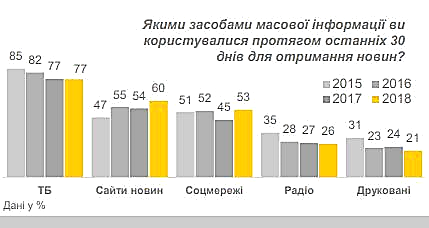 Якими засобами масової інформації ви
користувалися протягом останніх 30
днів для отримання новин?
2015 2016
2017 2018
85 82 77 77
47 55 54 60
51 52 45 53
35 28 27 26
31 23 24 21
ТБ Сайти новин Соцмережі Радіо Друковані
Дані у %